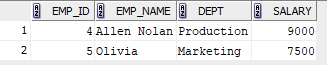 EMP_ID EMP_NAME DEPT SALARY
1 4 Allen Nolan Production 9000
2 5 Olivia Marketing 7500